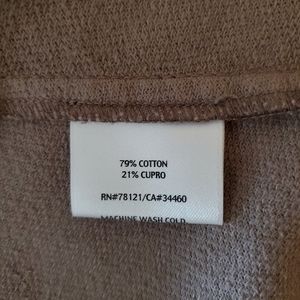 79% COTTON
21% CUPRO
RN#78121/CA#34460
MACHINE WASH COLD